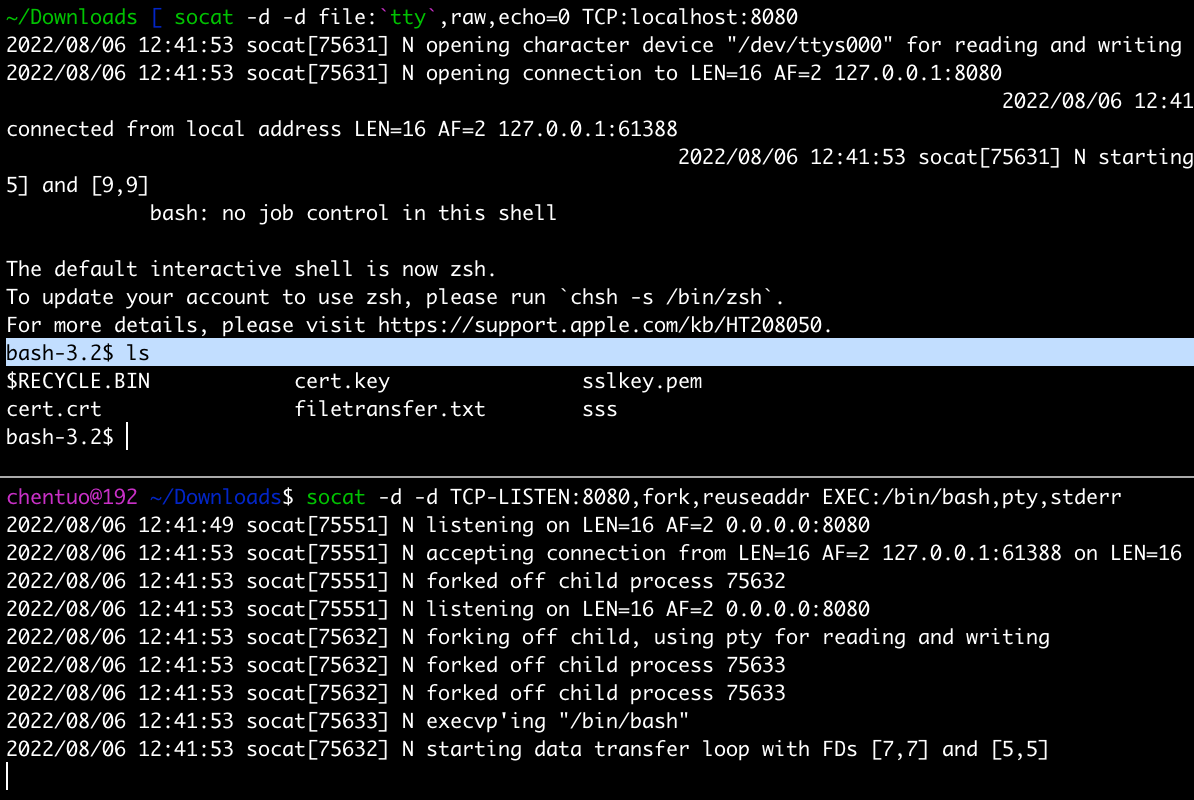 ~/Downloads [ socat -d -d file:`tty`,raw,echo=0 TCP:localhost:8080
2022/08/06 12:41:53 socat[75631] N opening character device "/dev/ttys000" for reading and writing
2022/08/06 12:41:53 socat[75631] N opening connection to LEN=16 AF=2 127.0.0.1:8080
2022/08/06 12:41
connected from local address LEN=16 AF=2 127.0.0.1:61388
2022/08/06 12:41:53 socat[75631] N starting
5] and [9,9]
bash: no job control in this shell
The default interactive shell is now zsh.
To update your account to use zsh, please run `chsh -s /bin/zsh`.
For more details, please visit https://support.apple.com/kb/HT208050.
bash-3.2$ ls
$RECYCLE.BIN cert.key sslkey.pem
cert.crt filetransfer.txt sss
bash-3.2$
chentuo@192 ~/Downloads$ socat -d -d TCP-LISTEN:8080,fork,reuseaddr EXEC:/bin/bash,pty,stderr
2022/08/06 12:41:49 socat[75551] N listening on LEN=16 AF=2 0.0.0.0:8080
2022/08/06 12:41:53 socat[75551] N accepting connection from LEN=16 AF=2 127.0.0.1:61388 on LEN=16
2022/08/06 12:41:53 socat[75551] N forked off child process 75632
2022/08/06 12:41:53 socat[75551] N listening on LEN=16 AF=2 0.0.0.0:8080
2022/08/06 12:41:53 socat[75632] N forking off child, using pty for reading and writing
2022/08/06 12:41:53 socat[75632] N forked off child process 75633
2022/08/06 12:41:53 socat[75632] N forked off child process 75633
2022/08/06 12:41:53 socat[75633] N execvp'ing "/bin/bash"
2022/08/06 12:41:53 socat[75632] N starting data transfer loop with FDs [7,7] and [5,5]